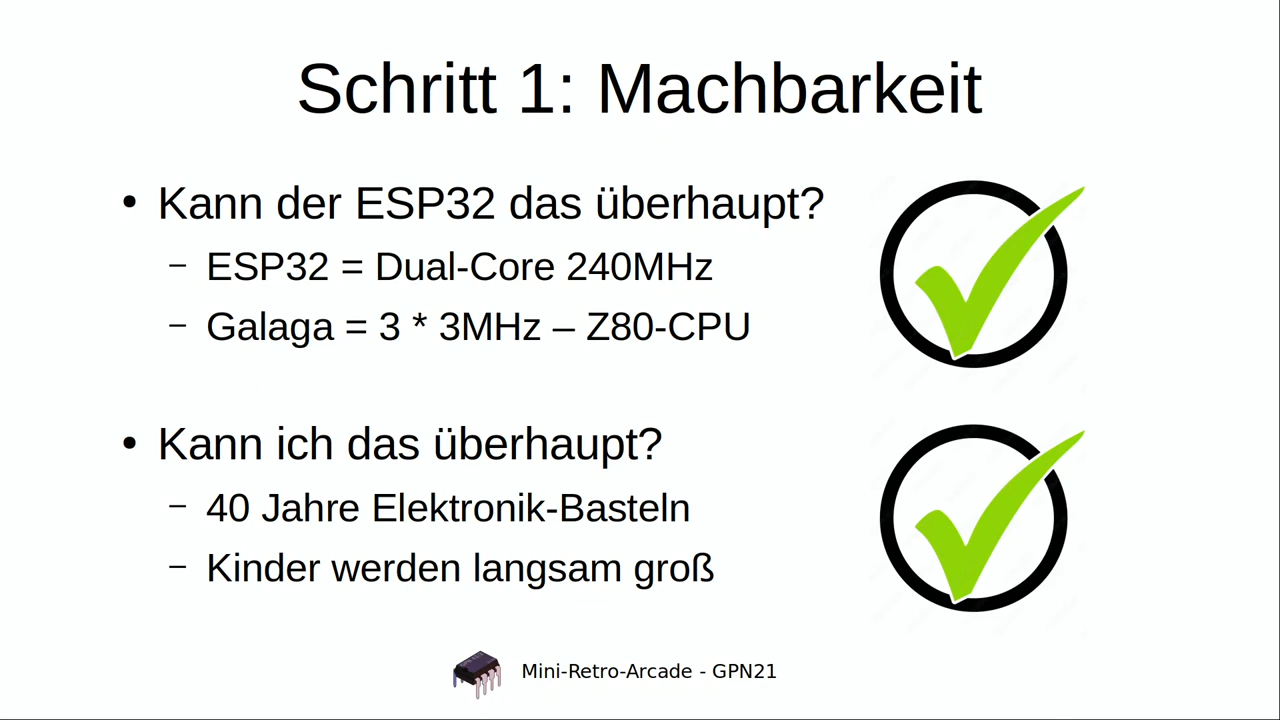 Schritt 1: Machbarkeit
• Kann der ESP32 das überhaupt?
– ESP32 = Dual-Core 240MHz
– Galaga = 3 * 3MHz – Z80-CPU
• Kann ich das überhaupt?
– 40 Jahre Elektronik-Basteln
– Kinder werden langsam groß
Mini-Retro-Arcade - GPN21